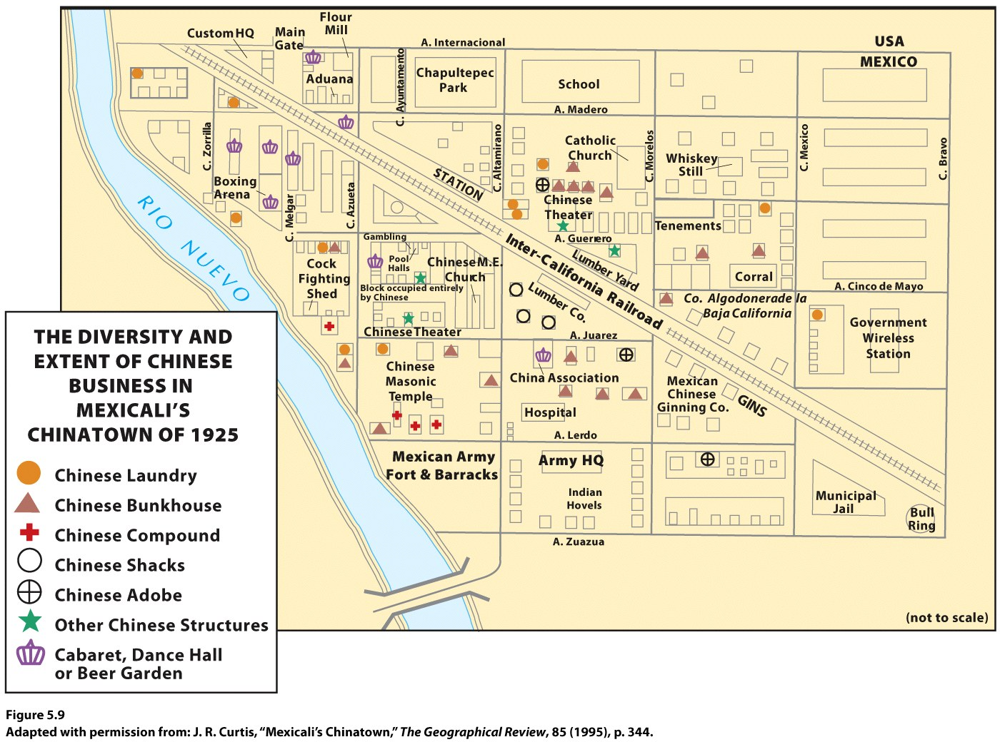 Flour
Mill
Custom HQ
Main
Gate
A. Internacional
USA
MEXICO
Aduana
C. Ayuntamiento
Chapultepec
Park
School
A. Madero
C. Zorrilla
C. Altamirano
Catholic
Church
C. Morelos
Whiskey
Still
C. Mexico
C. Bravo
STATION
Boxing
Arena
C. Melgar
C. Azueta
Chinese
Theater
Tenements
RIO NUEVO
A. Guerrero
Gambling
Pool
Halls
Chinese M.E.
Church
Inter-California Railroad
Lumber Yard
Cock
Fighting
Shed
Block occupied entirely
by Chinese
Corral
A. Cinco de Mayo
Lumber Co.
Co. Algodonerade la
Baja California
Government
Wireless
Station
Chinese Theater
A. Juarez
Chinese
Masonic
Temple
China Association
Mexican
Chinese
Ginning Co.
GINS
Hospital
A. Lerdo
Mexican Army
Fort & Barracks
Army HQ
Indian
Hovels
Municipal
Jail
Bull
Ring
A. Zuazua
(not to scale)
THE DIVERSITY AND
EXTENT OF CHINESE
BUSINESS IN
MEXICALI'S
CHINATOWN OF 1925
Chinese Laundry
Chinese Bunkhouse
Chinese Compound
Chinese Shacks
Chinese Adobe
Other Chinese Structures
Cabaret, Dance Hall
or Beer Garden
Figure 5.9
Adapted with permission from: J. R. Curtis, “Mexicali’s Chinatown,” The Geographical Review, 85 (1995), p. 344.